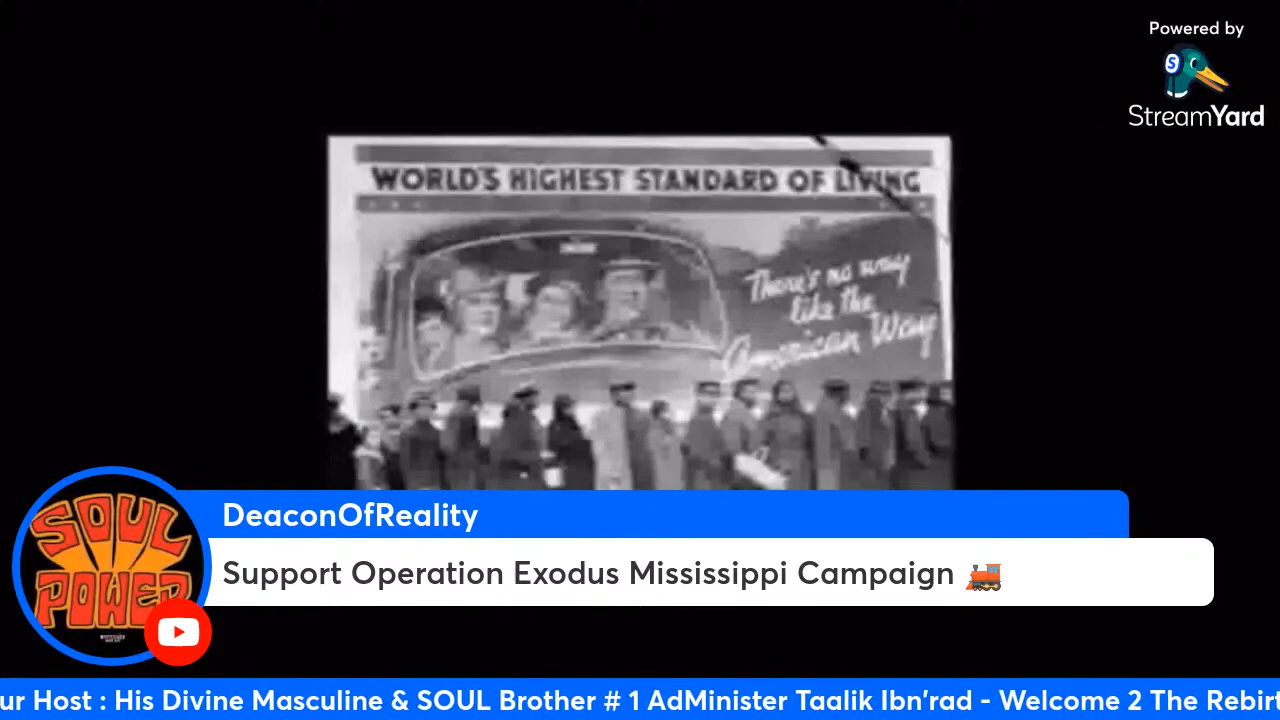 Powered by
StreamYard
WORLD'S HIGHEST STANDARD OF LIVING
There's no way
like the
American Way
SOUL
POWER
DeaconOfReality
Support Operation Exodus Mississippi Campaign 🚂
ur Host : His Divine Masculine & SOUL Brother # 1 AdMinister Taalik Ibn'rad - Welcome 2 The Rebirt